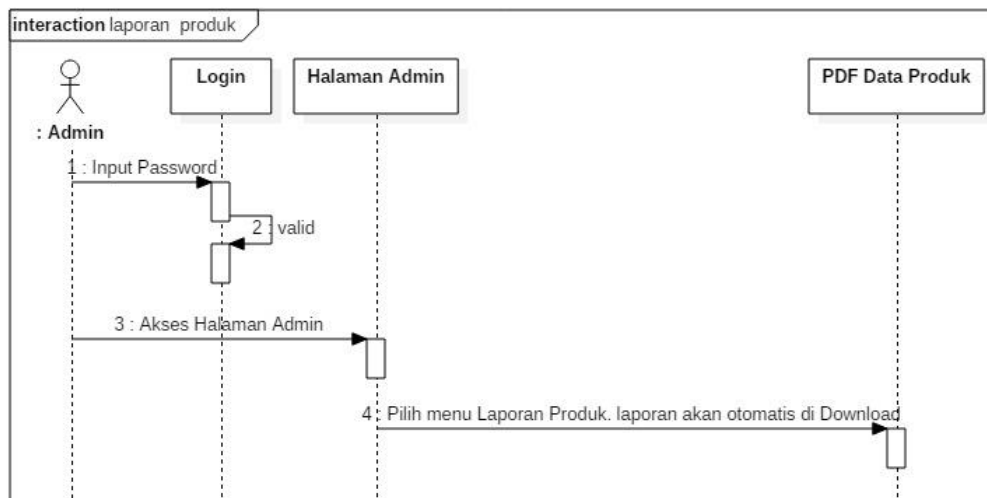 interaction laporan produk
Login
Halaman Admin
PDF Data Produk
: Admin
1 : Input Password
2 : valid
3 : Akses Halaman Admin
4 : Pilih menu Laporan Produk. laporan akan otomatis di Download